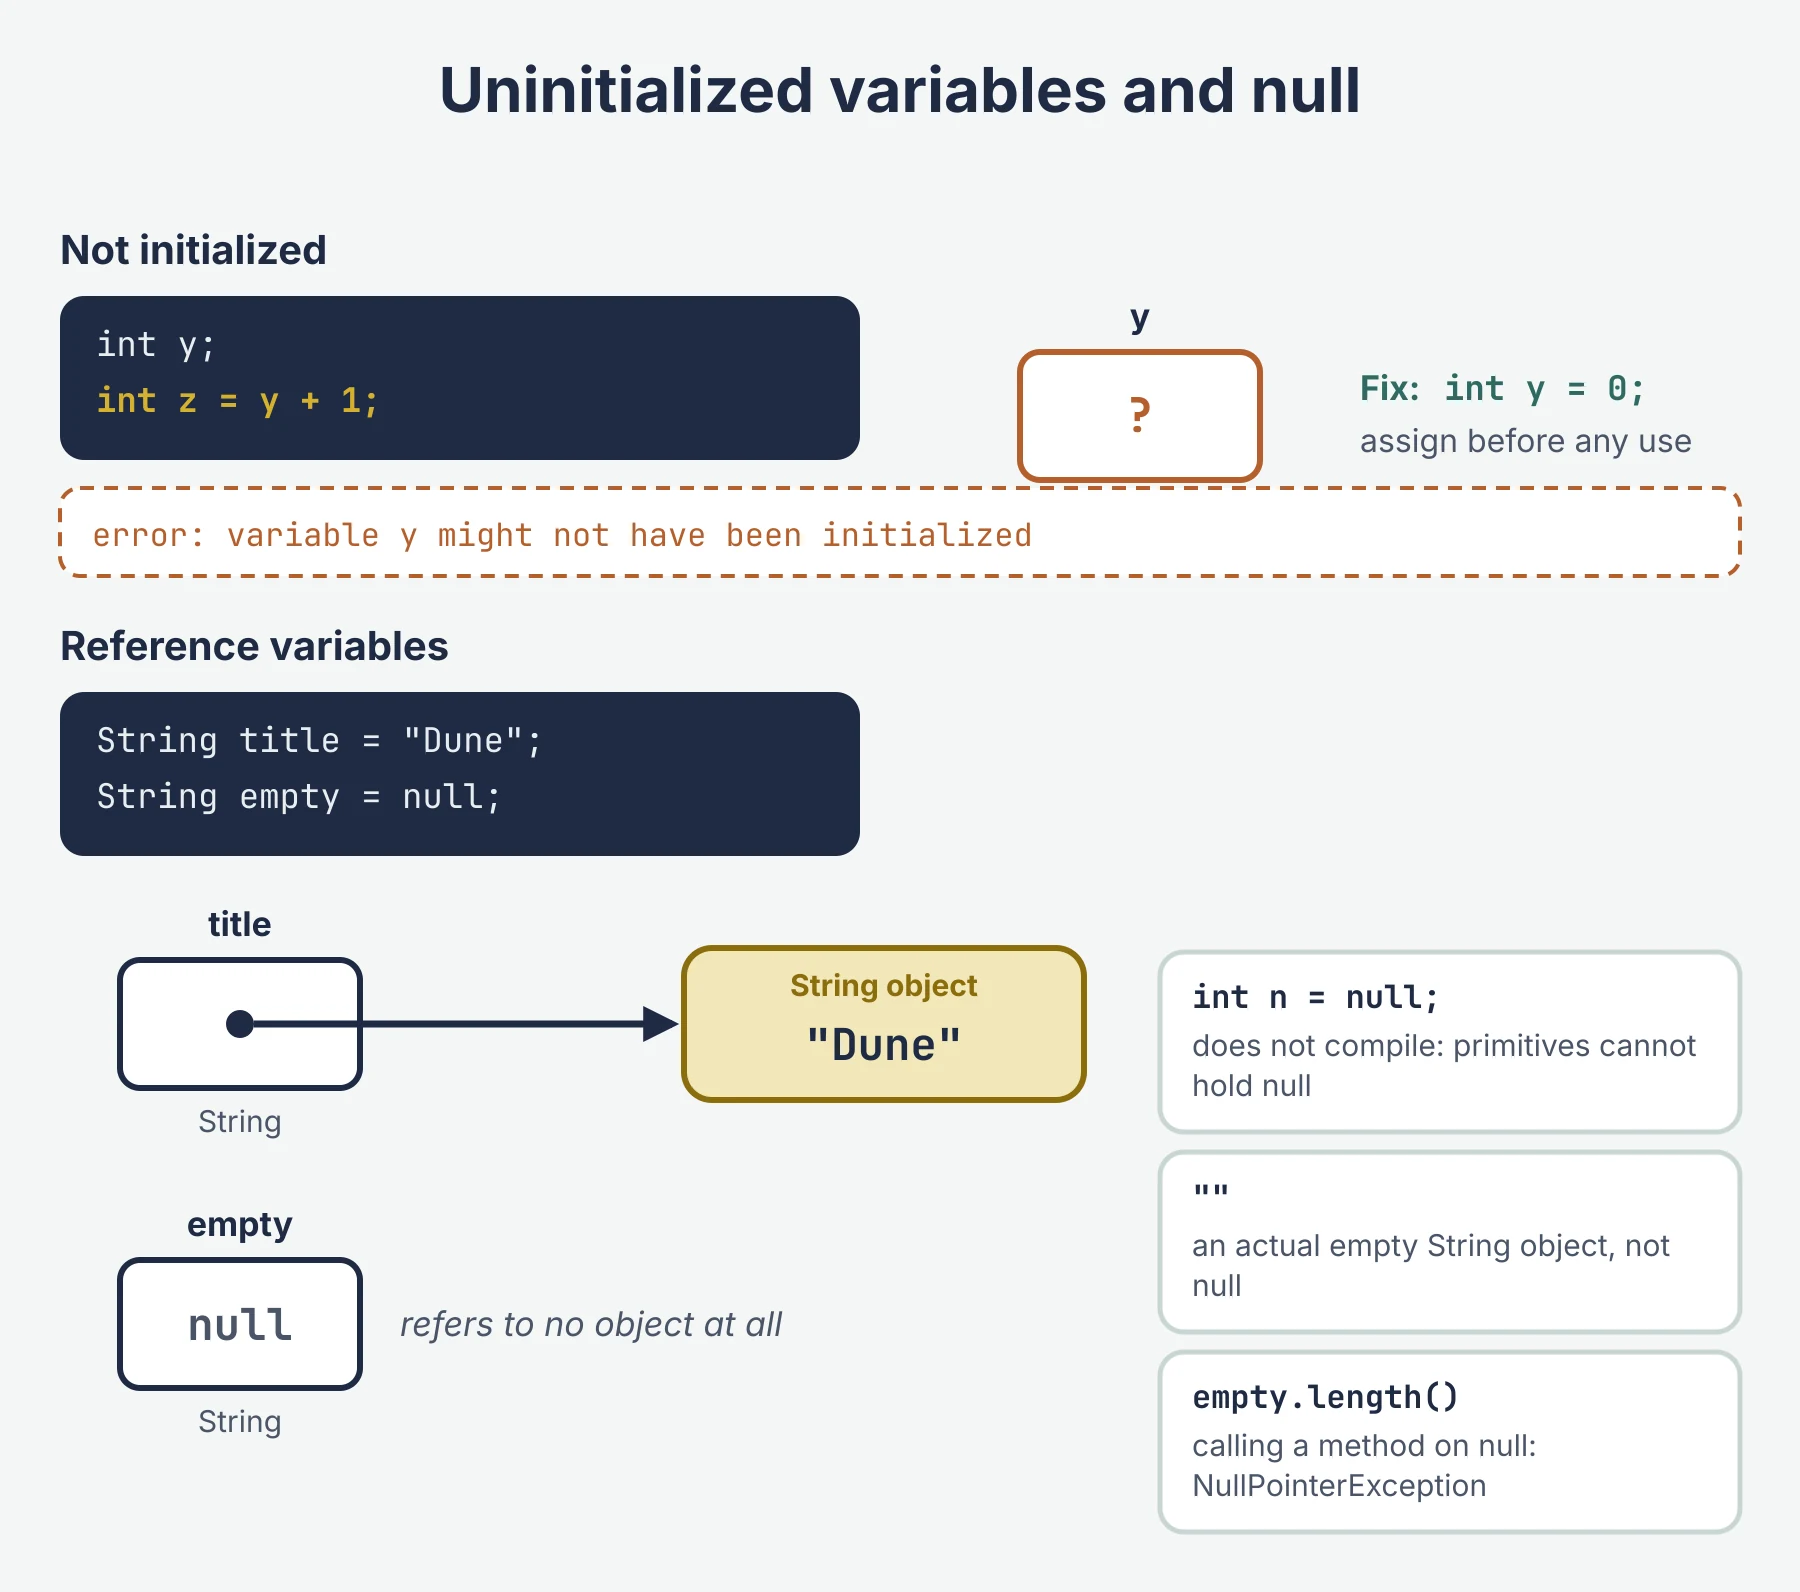 Uninitialized variables and null
Not initialized
int y;
int z = y + 1;
y
?
Fix: int y = 0;
assign before any use
error: variable y might not have been initialized
Reference variables
String title = "Dune";
String empty = null;
title
String
String object
"Dune"
empty
null
refers to no object at all
String
int n = null;
does not compile: primitives cannot
hold null
""
an actual empty String object, not
null
empty.length()
calling a method on null:
NullPointerException